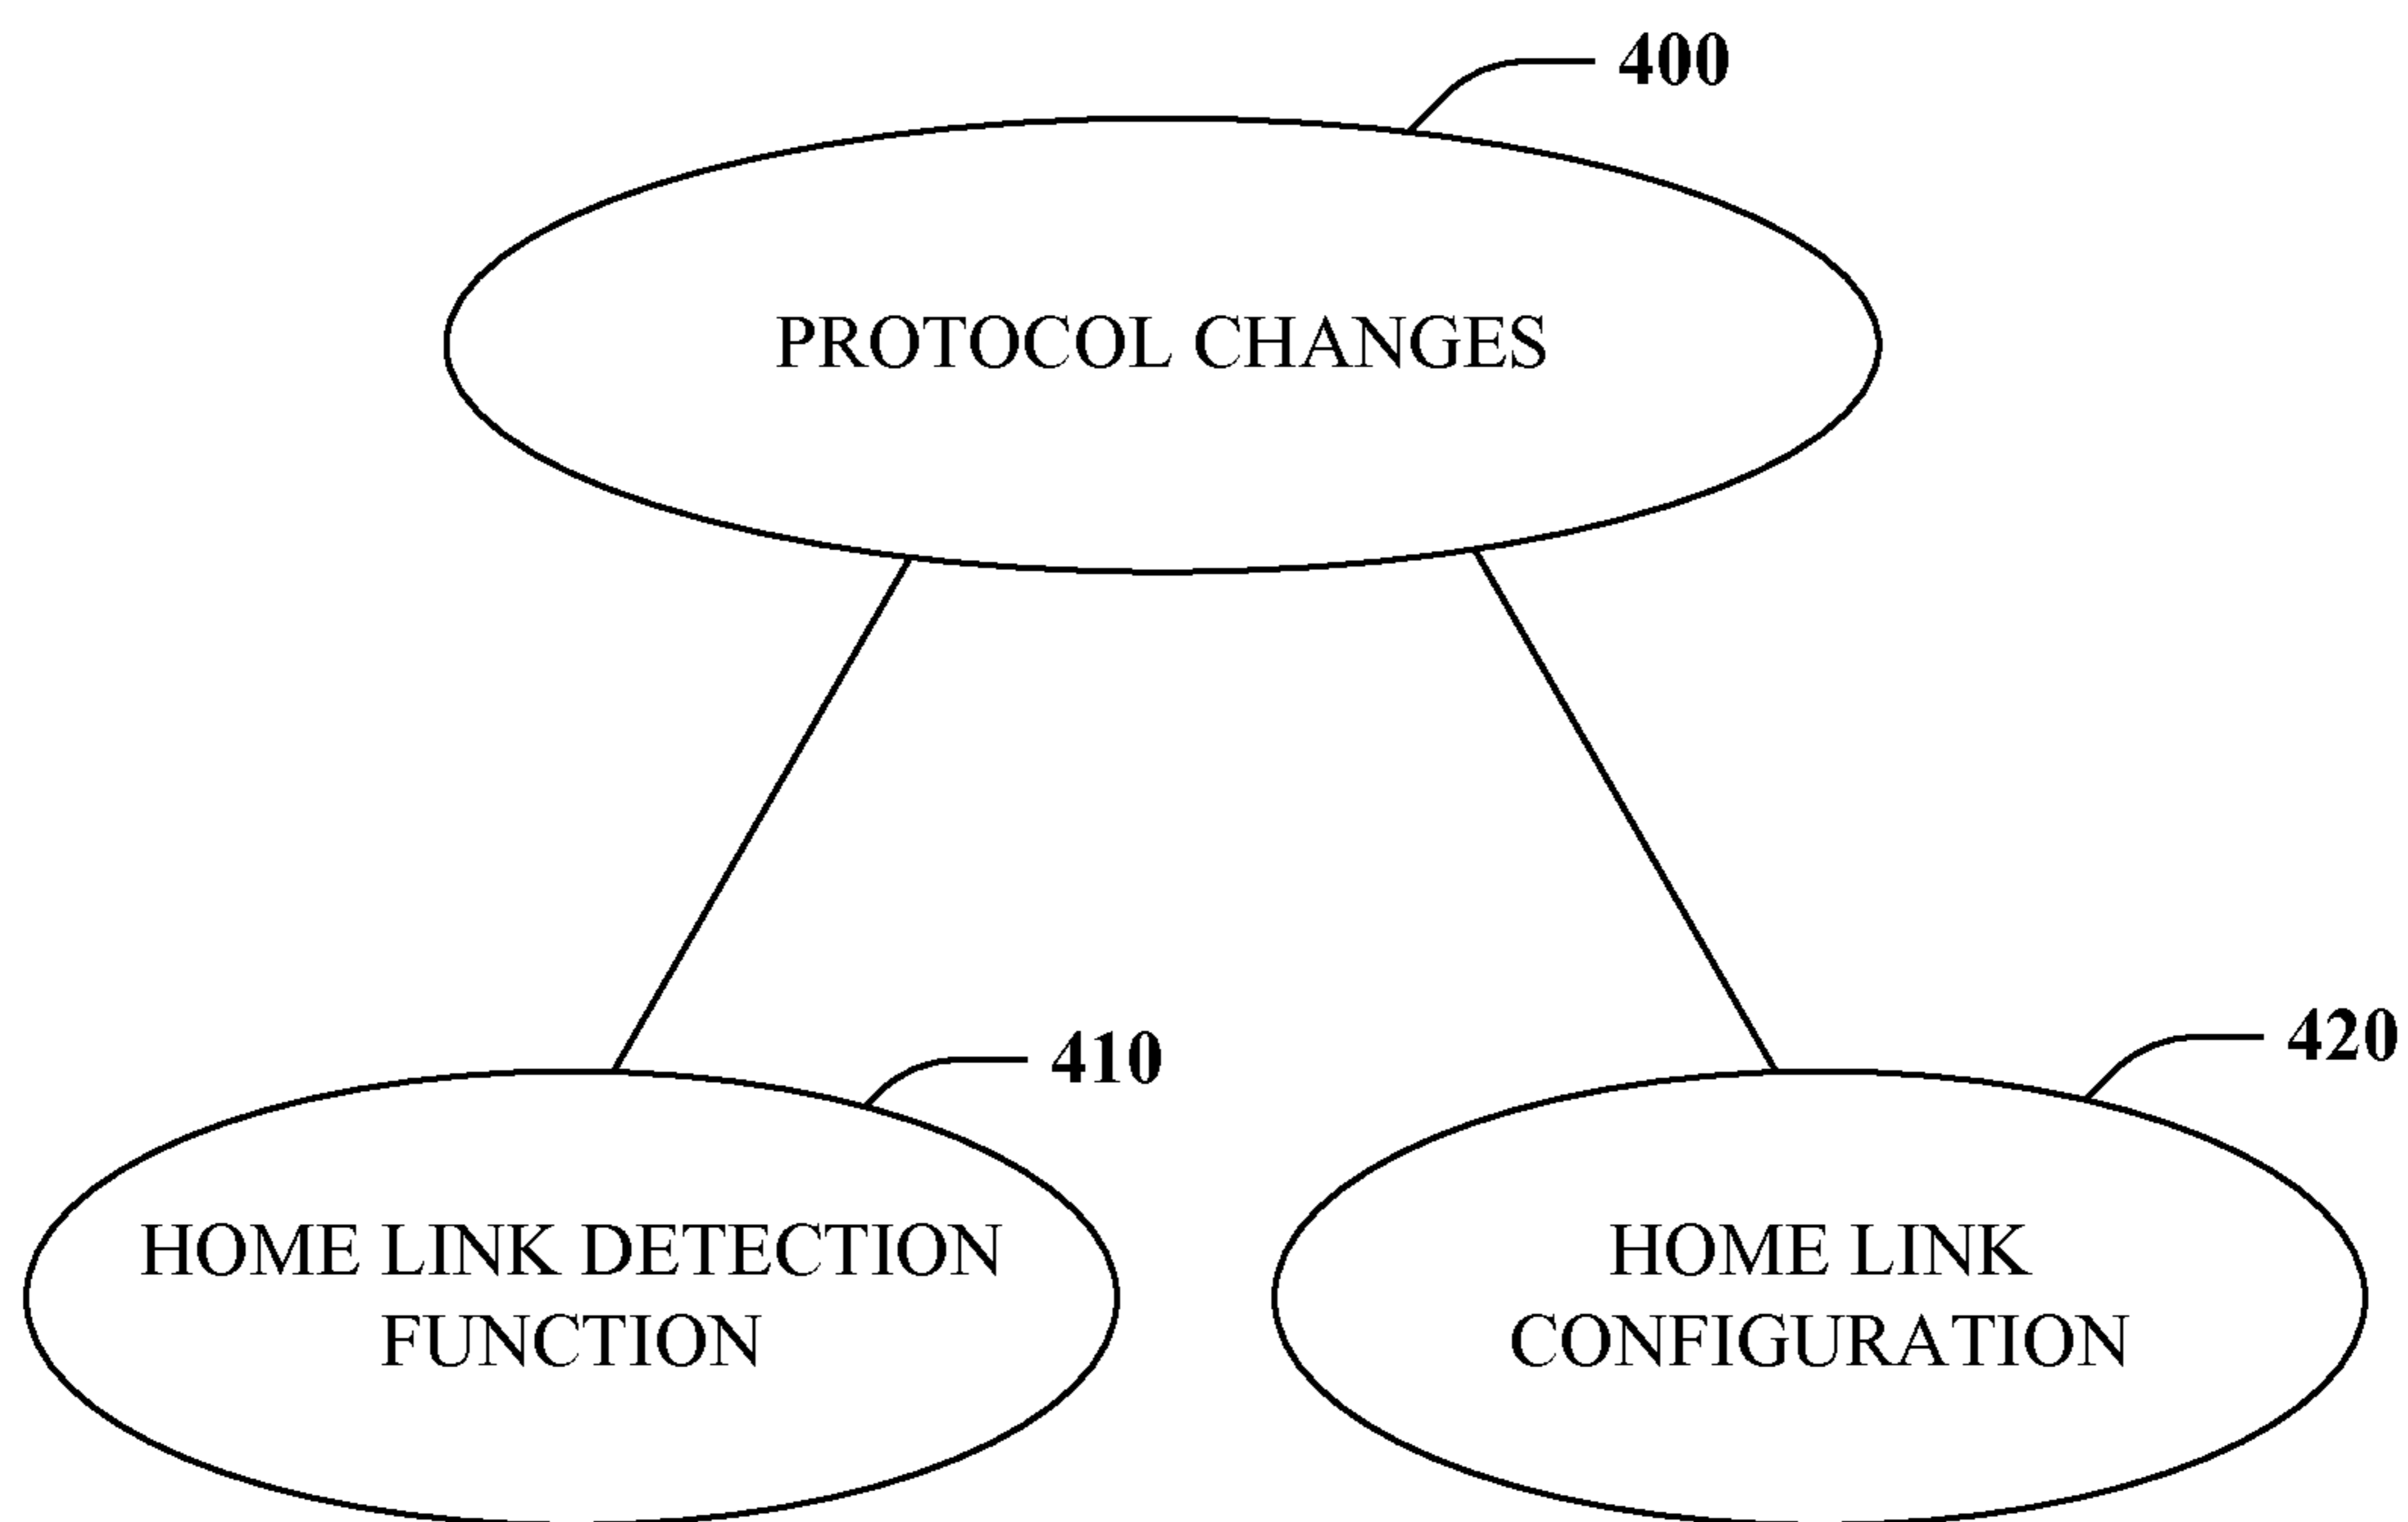 400
PROTOCOL CHANGES
410
420
HOME LINK DETECTION
FUNCTION
HOME LINK
CONFIGURATION